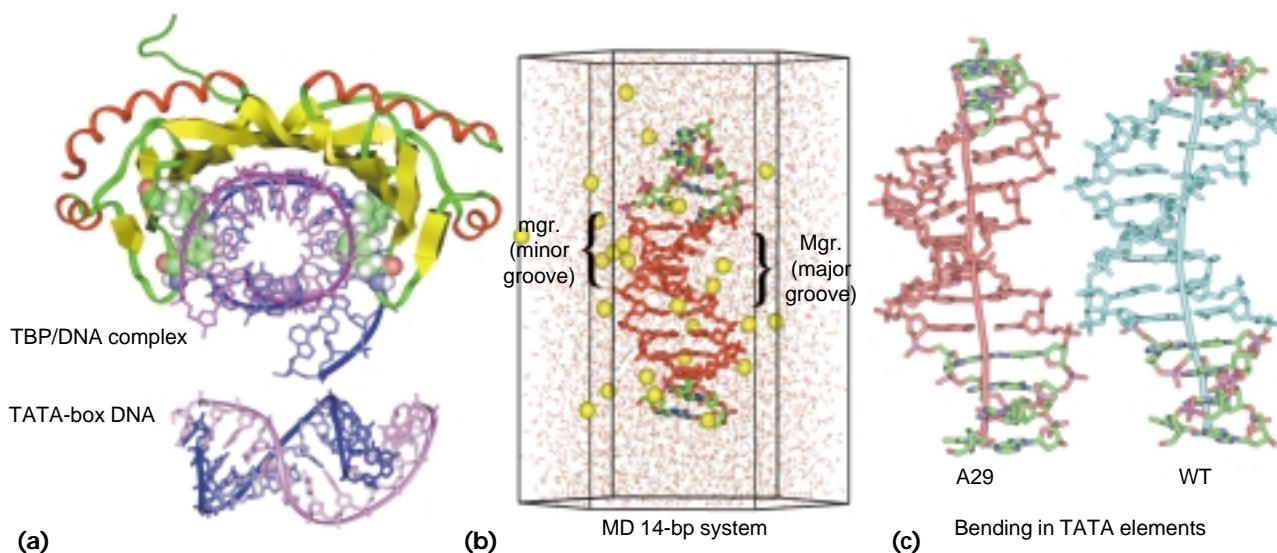 TBP/DNA complex
TATA-box DNA
(a)
mgr.
(minor
groove)
Mgr.
(major
groove)
MD 14-bp system
(b)
A29
WT
Bending in TATA elements
(c)